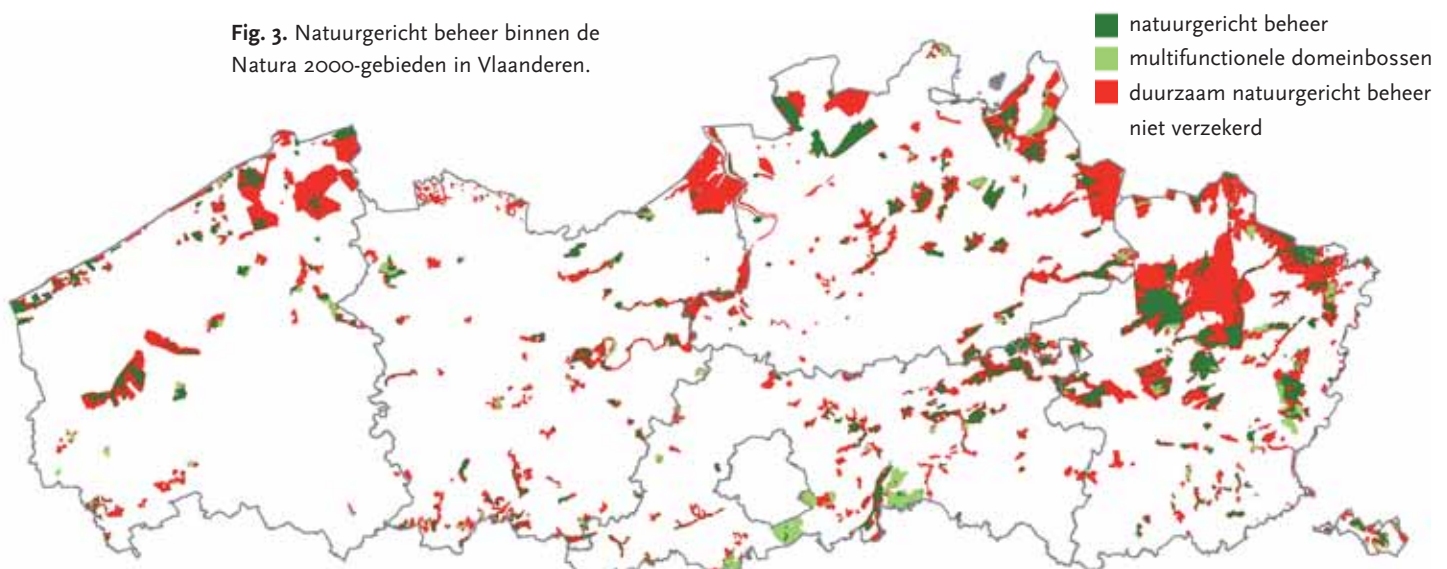 Fig. 3. Natuurgericht beheer binnen de
Natura 2000-gebieden in Vlaanderen.
natuurgericht beheer
multifunctionele domeinbossen
duurzaam natuurgericht beheer
niet verzekerd